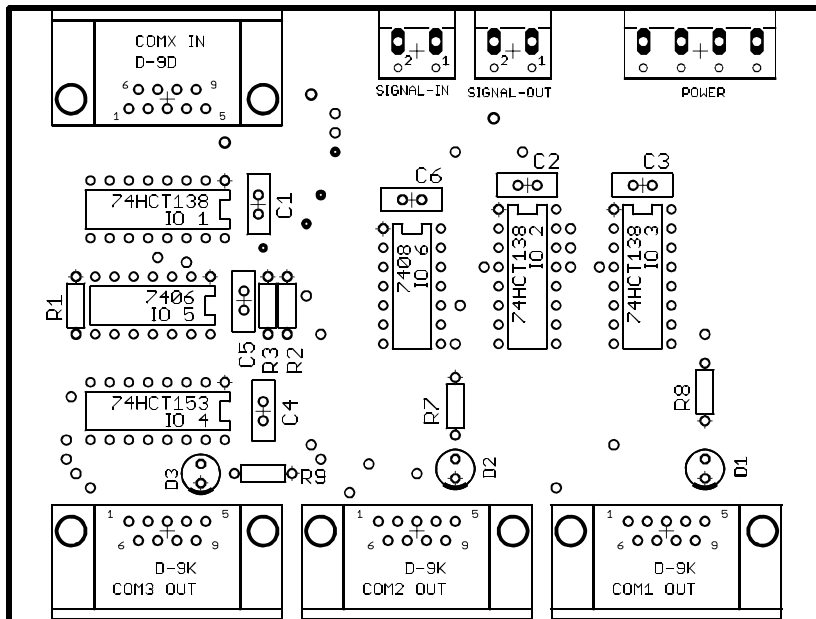 COMX IN
D-9D
6 9
1 5
2 1
SIGNAL-IN
2 1
SIGNAL-OUT
POWER
74HCT138
IO 1
C1
C6
C2
C3
7408
IO 6
74HCT138
IO 2
74HCT138
IO 3
R1
7406
IO 5
C5
R3
R2
74HCT153
IO 4
C4
R7
R8
D3
R9
D2
D1
1 5
6 9
D-9K
COM3 OUT
1 5
6 9
D-9K
COM2 OUT
1 5
6 9
D-9K
COM1 OUT